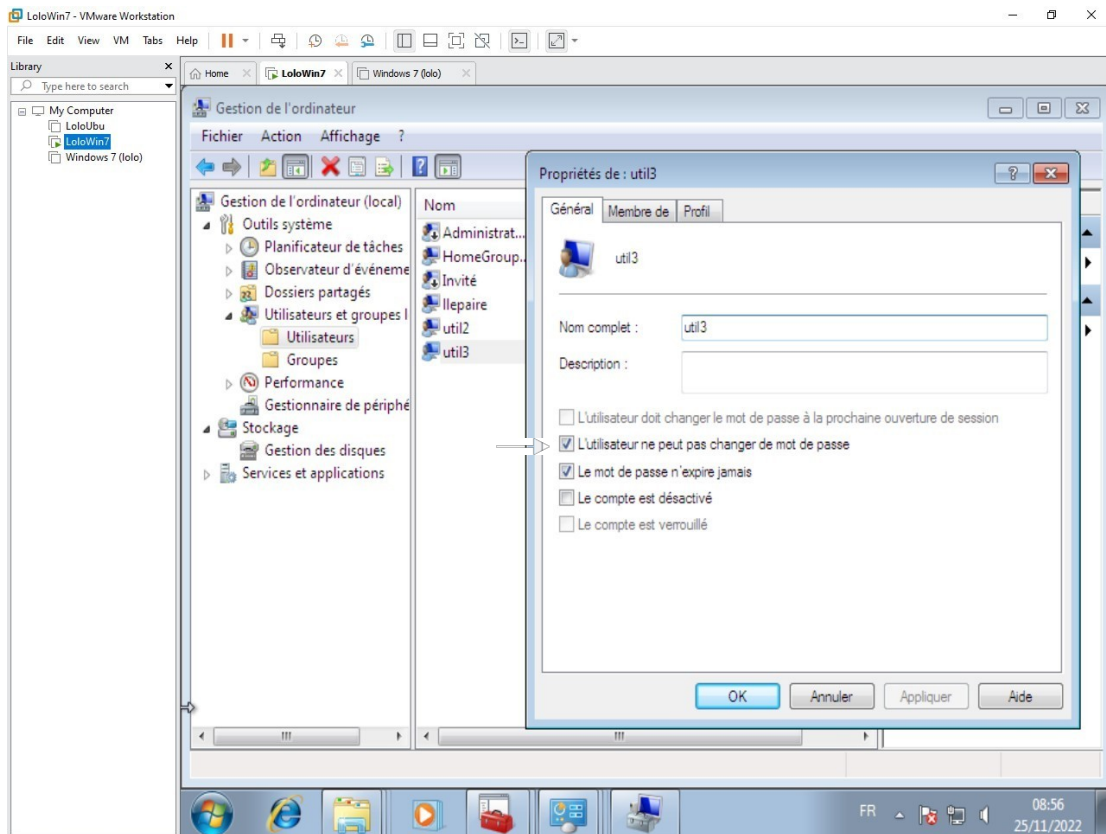 LoloWin7 - VMware Workstation
File Edit View VM Tabs Help
Library
Type here to search
Home
LoloWin7
Windows 7 (lolo)
My Computer
LoloUbu
LoloWin7
Windows 7 (lolo)
Gestion de l'ordinateur
Fichier Action Affichage ?
Gestion de l'ordinateur (local)
Outils système
Planificateur de tâches
Observateur d'événeme
Dossiers partagés
Utilisateurs et groupes l
Utilisateurs
Groupes
Performance
Gestionnaire de périphé
Stockage
Gestion des disques
Services et applications
Nom
Administrat...
HomeGroup..
Invité
llepaire
util2
util3
Propriétés de : util3
Général Membre de Profil
util3
Nom complet : util3
Description :
L'utilisateur doit changer le mot de passe à la prochaine ouverture de session
L'utilisateur ne peut pas changer de mot de passe
Le mot de passe n'expire jamais
Le compte est désactivé
Le compte est verrouillé
OK Annuler Appliquer Aide
FR
08:56
25/11/2022